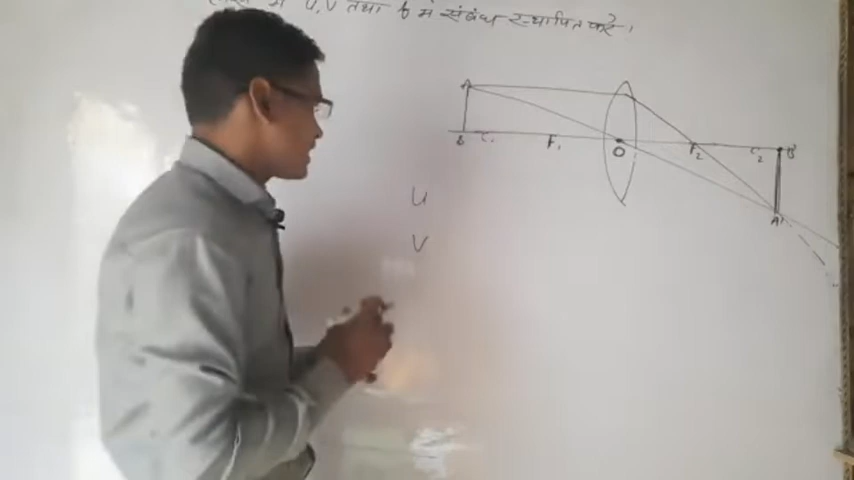 में U, V तथा f में संबंध स्थापित करें।
A
B C₁ F₁ O F₂ C₂ B'
A'
U
V